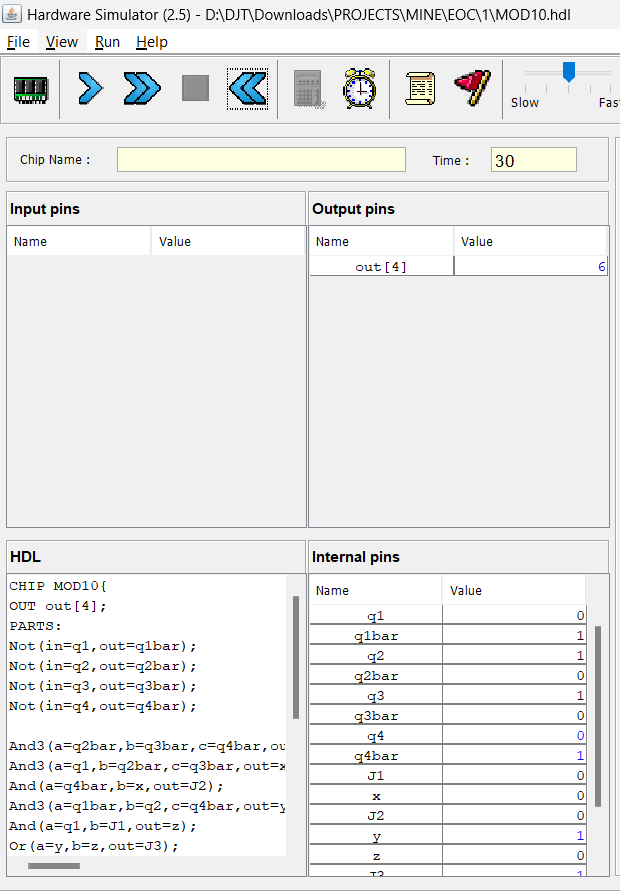 Hardware Simulator (2.5) - D:\DJT\Downloads\PROJECTS\MINE\EOC\1\MOD10.hdl
File View Run Help
Slow Fast
Chip Name : Time : 30
Input pins
Name Value
Output pins
Name Value
out[4] 6
HDL
CHIP MOD10{
OUT out[4];
PARTS:
Not(in=q1,out=q1bar);
Not(in=q2,out=q2bar);
Not(in=q3,out=q3bar);
Not(in=q4,out=q4bar);
And3(a=q2bar,b=q3bar,c=q4bar,ou
And3(a=q1,b=q2bar,c=q3bar,out=x
And(a=q4bar,b=x,out=J2);
And3(a=q1bar,b=q2,c=q4bar,out=y
And(a=q1,b=J1,out=z);
Or(a=y,b=z,out=J3);
Internal pins
Name Value
q1 0
q1bar 1
q2 1
q2bar 0
q3 1
q3bar 0
q4 0
q4bar 1
J1 0
x 0
J2 0
y 1
z 0
J3 1